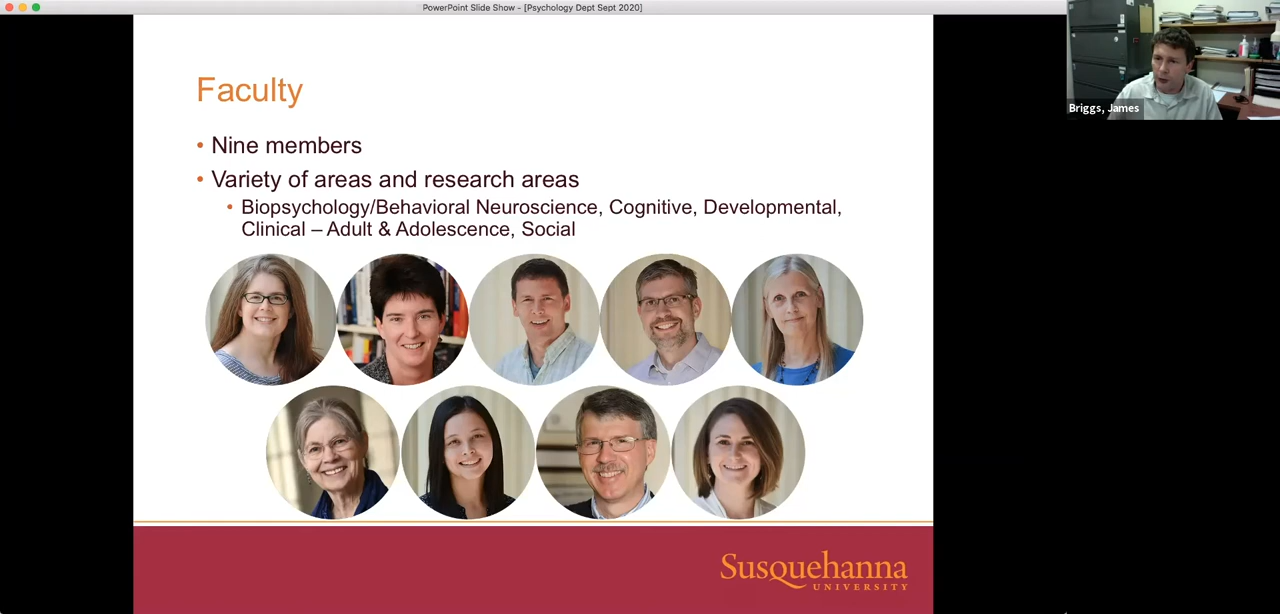 PowerPoint Slide Show - [Psychology Dept Sept 2020]
Briggs, James
Faculty
• Nine members
• Variety of areas and research areas
• Biopsychology/Behavioral Neuroscience, Cognitive, Developmental,
Clinical – Adult & Adolescence, Social
Susquehanna
UNIVERSITY